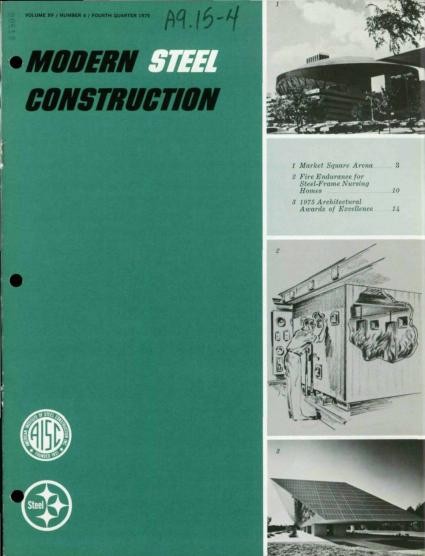 VOLUME XV / NUMBER 4 / FOURTH QUARTER 1975
A9.15-4
MODERN STEEL
CONSTRUCTION
1
1 Market Square Arena 3
2 Fire Endurance for
Steel-Frame Nursing
Homes 10
3 1975 Architectural
Awards of Excellence 14
2
3
AISC
Steel